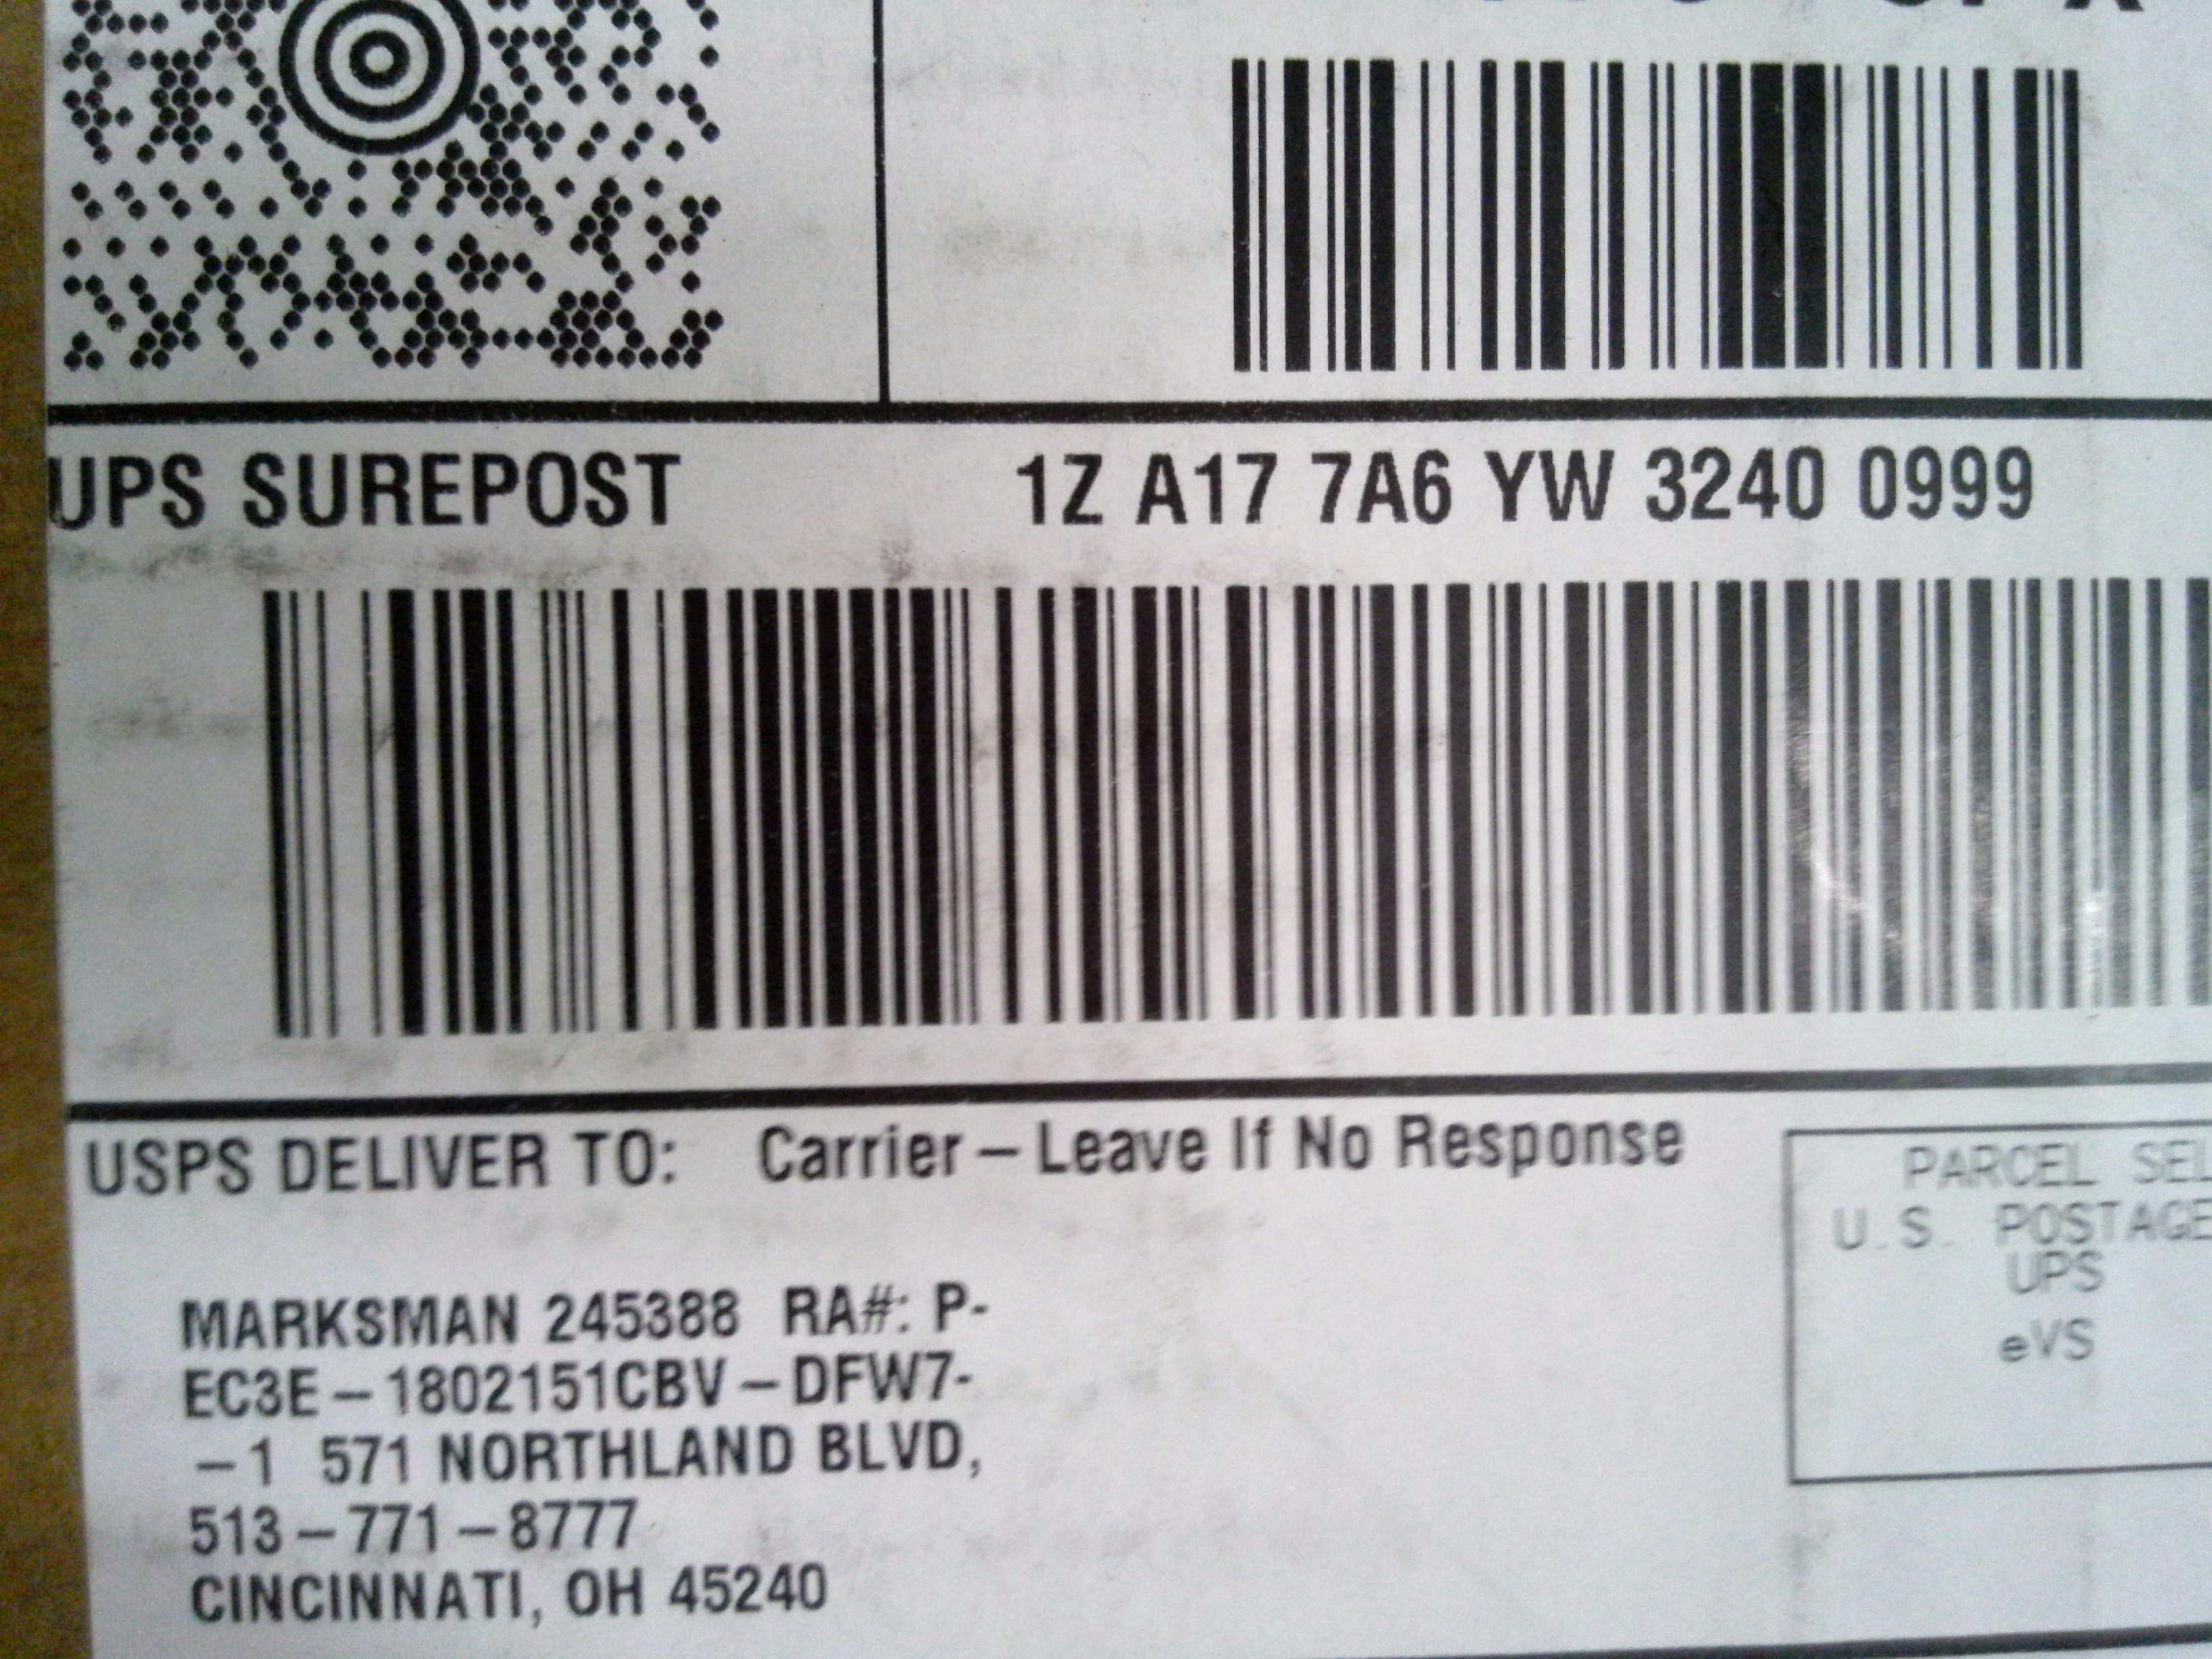 UPS SUREPOST 1Z A17 7A6 YW 3240 0999
USPS DELIVER TO: Carrier – Leave If No Response
MARKSMAN 245388 RA#: P-
EC3E – 1802151CBV – DFW7-
– 1 571 NORTHLAND BLVD,
513 – 771 – 8777
CINCINNATI, OH 45240
PARCEL SEL
U.S. POSTAGE
UPS
eVS